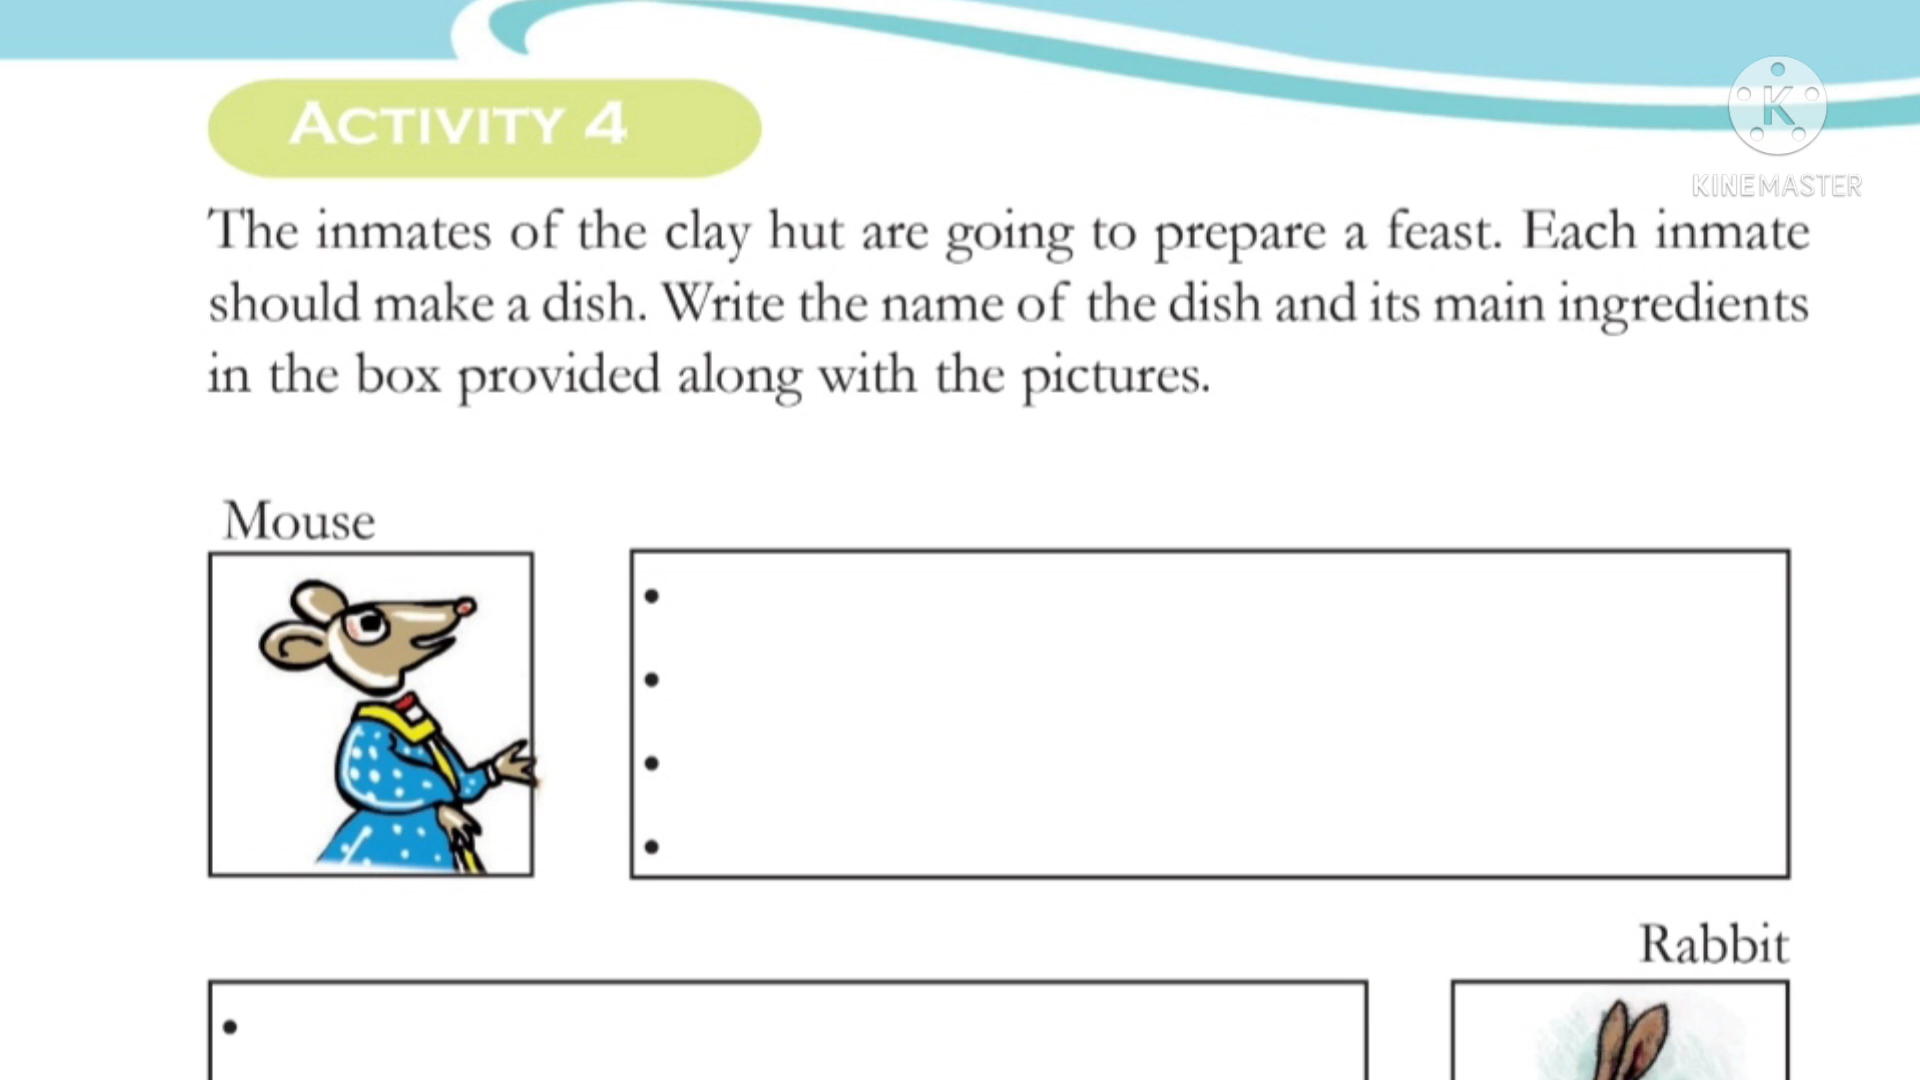 ACTIVITY 4
K
KINEMASTER
The inmates of the clay hut are going to prepare a feast. Each inmate
should make a dish. Write the name of the dish and its main ingredients
in the box provided along with the pictures.
Mouse
Rabbit